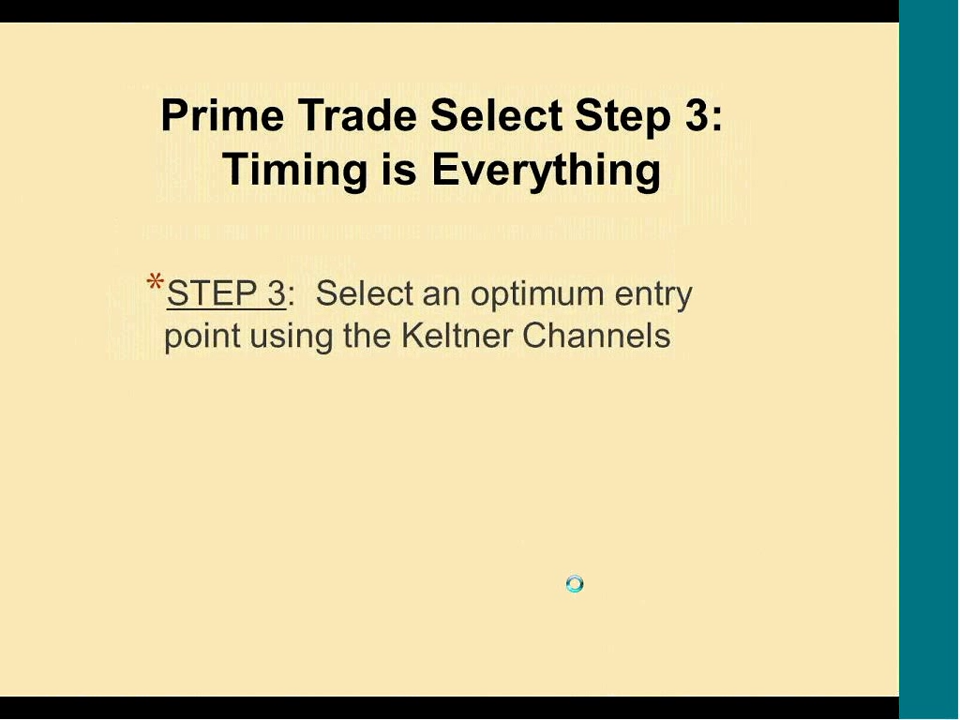 Prime Trade Select Step 3:
Timing is Everything
*STEP 3:  Select an optimum entry
point using the Keltner Channels